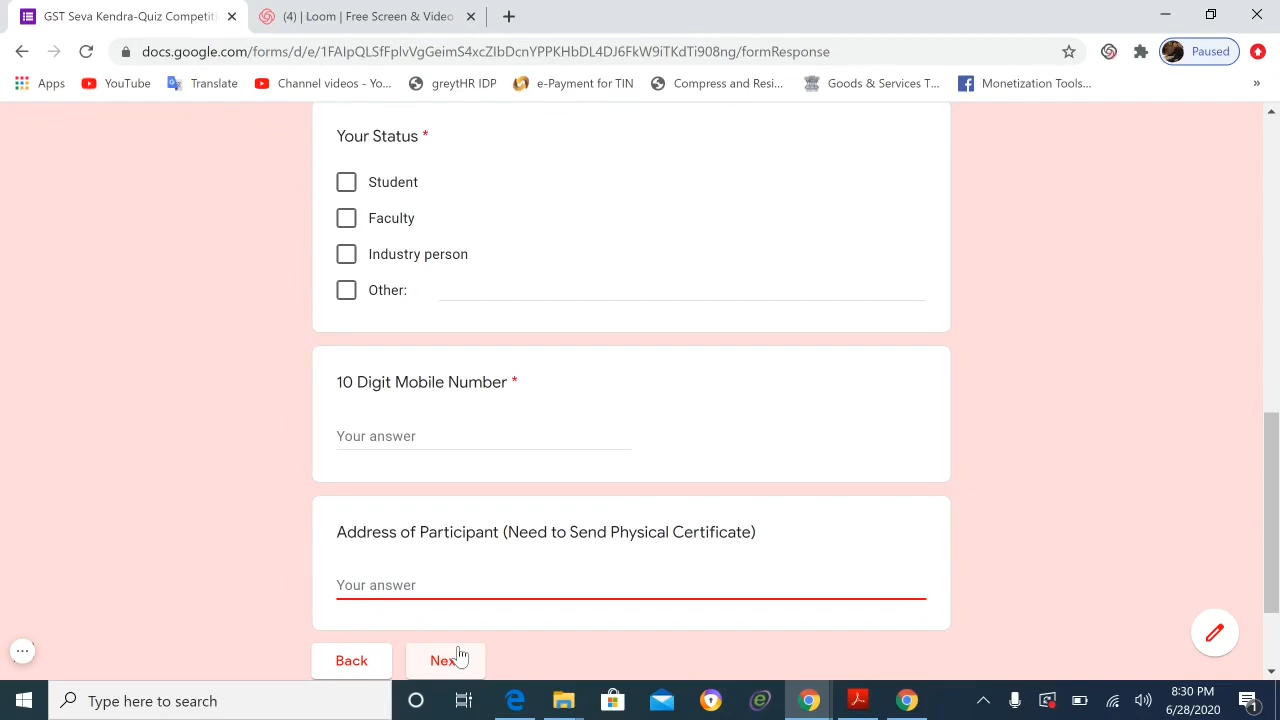 GST Seva Kendra-Quiz Competiti
(4) | Loom | Free Screen & Video
docs.google.com/forms/d/e/1FAIpQLSfFplvVgGeimS4xcZIbDcnYPPKHbDL4DJ6FkW9iTKdTi908ng/formResponse
Paused
Apps
YouTube
Translate
Channel videos - Yo...
greytHR IDP
e-Payment for TIN
Compress and Resi...
Goods & Services T...
Monetization Tools...
»
Your Status *
Student
Faculty
Industry person
Other:
10 Digit Mobile Number *
Your answer
Address of Participant (Need to Send Physical Certificate)
Your answer
Back
Next
Type here to search
8:30 PM
6/28/2020
1